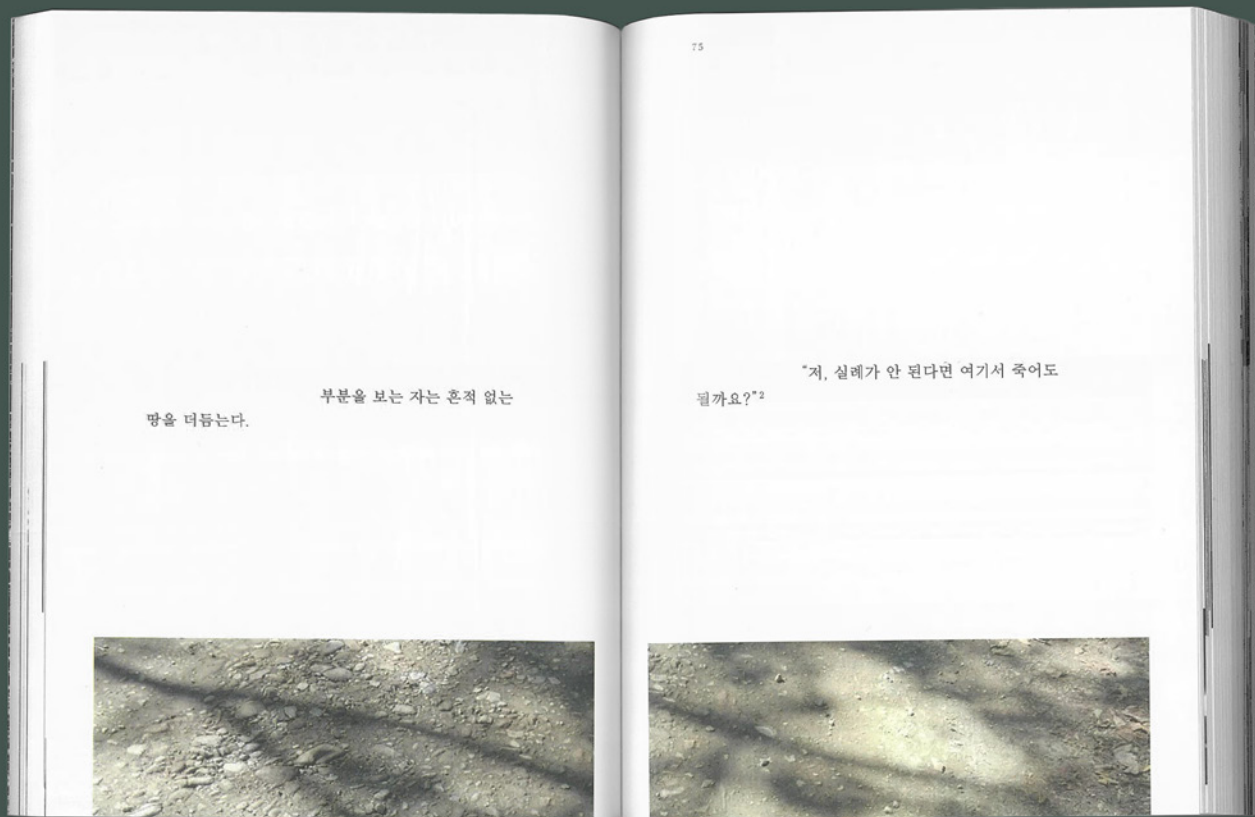 부분을 보는 자는 흔적 없는
땅을 더듬는다.
75
“저, 실례가 안 된다면 여기서 죽어도
될까요?”²